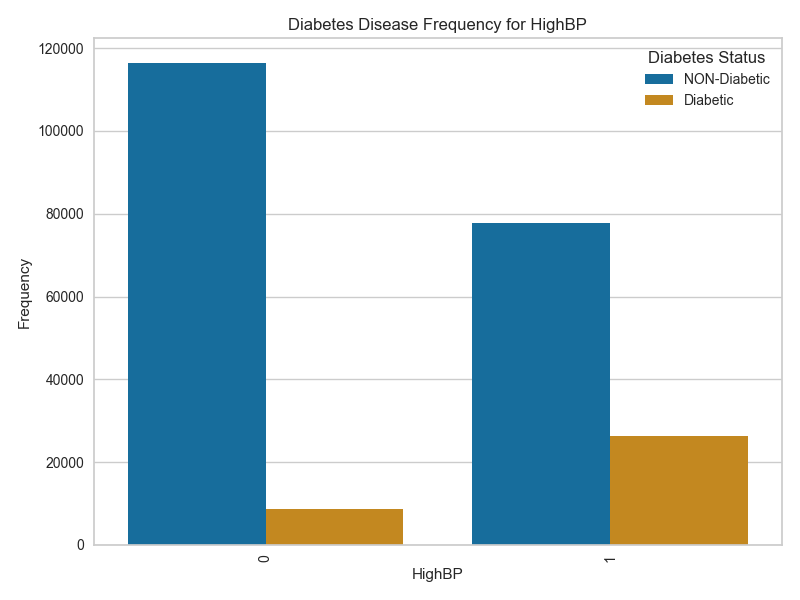 Diabetes Disease Frequency for HighBP
Diabetes Status
NON-Diabetic
Diabetic
Frequency
120000
100000
80000
60000
40000
20000
0
0
1
HighBP